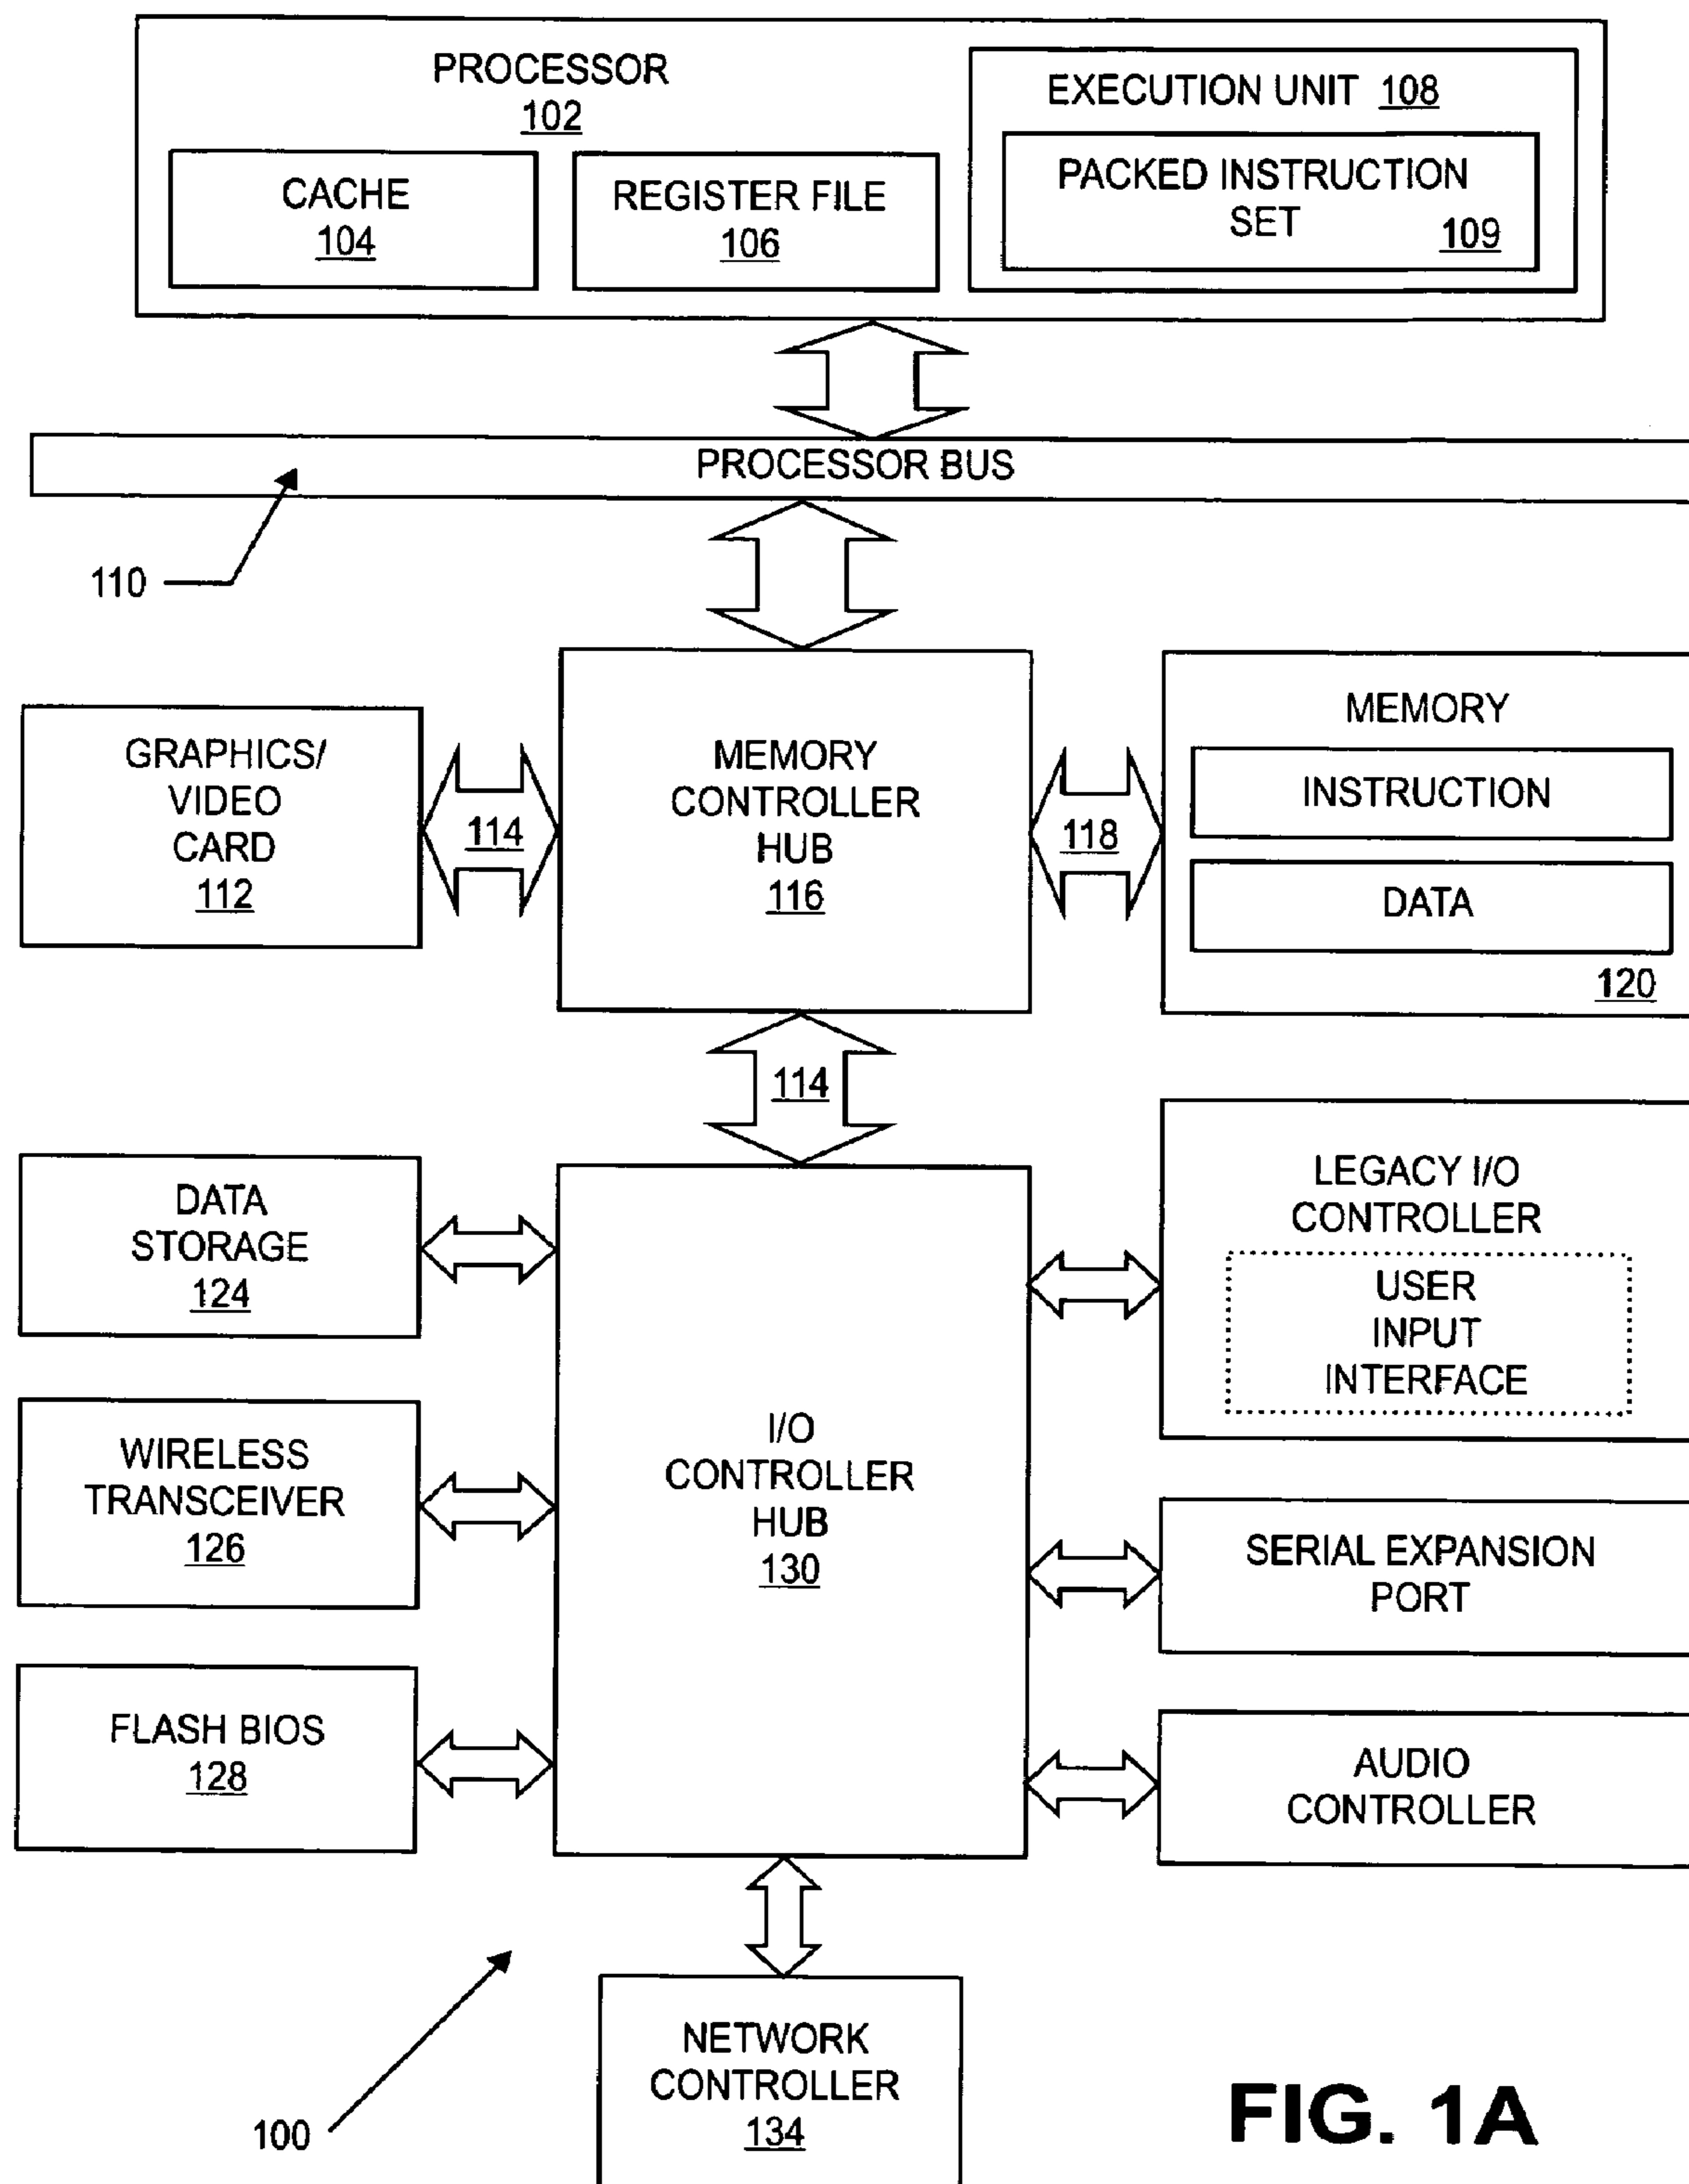 PROCESSOR
102
CACHE
104
REGISTER FILE
106
EXECUTION UNIT 108
PACKED INSTRUCTION
SET 109
PROCESSOR BUS
110
GRAPHICS/
VIDEO
CARD
112
114
MEMORY
CONTROLLER
HUB
116
118
MEMORY
INSTRUCTION
DATA
120
114
DATA
STORAGE
124
WIRELESS
TRANSCEIVER
126
FLASH BIOS
128
I/O
CONTROLLER
HUB
130
LEGACY I/O
CONTROLLER
USER
INPUT
INTERFACE
SERIAL EXPANSION
PORT
AUDIO
CONTROLLER
NETWORK
CONTROLLER
134
100
FIG. 1A